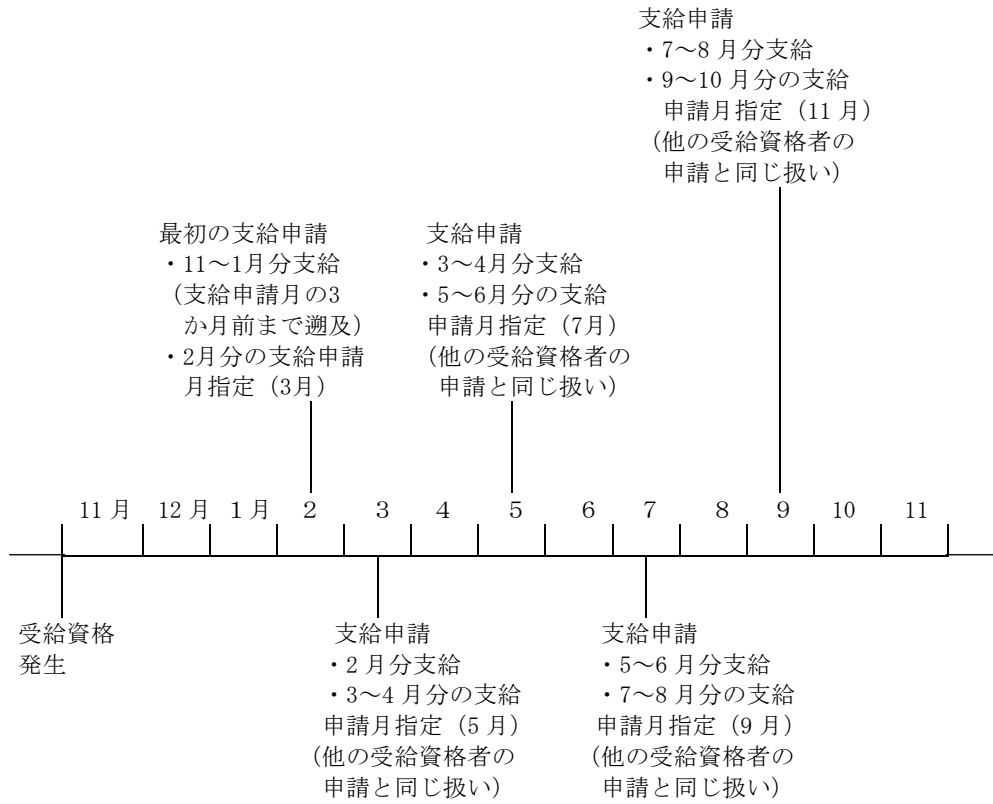 支給申請
・7～8 月分支給
・9～10 月分の支給
申請月指定（11 月）
（他の受給資格者の
申請と同じ扱い）
最初の支給申請
・11～1月分支給
（支給申請月の3
か月前まで遡及）
・2月分の支給申請
月指定（3月）
支給申請
・3～4月分支給
・5～6月分の支給
申請月指定（7月）
（他の受給資格者の
申請と同じ扱い）
11 月 12 月 1 月 2 3 4 5 6 7 8 9 10 11
受給資格
発生
支給申請
・2 月分支給
・3～4 月分の支給
申請月指定（5 月）
（他の受給資格者の
申請と同じ扱い）
支給申請
・5～6 月分支給
・7～8 月分の支給
申請月指定（9 月）
（他の受給資格者の
申請と同じ扱い）